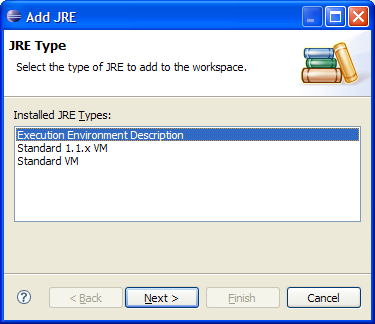 Add JRE
JRE Type
Select the type of JRE to add to the workspace.
Installed JRE Types:
Execution Environment Description
Standard 1.1.x VM
Standard VM
? < Back Next > Finish Cancel